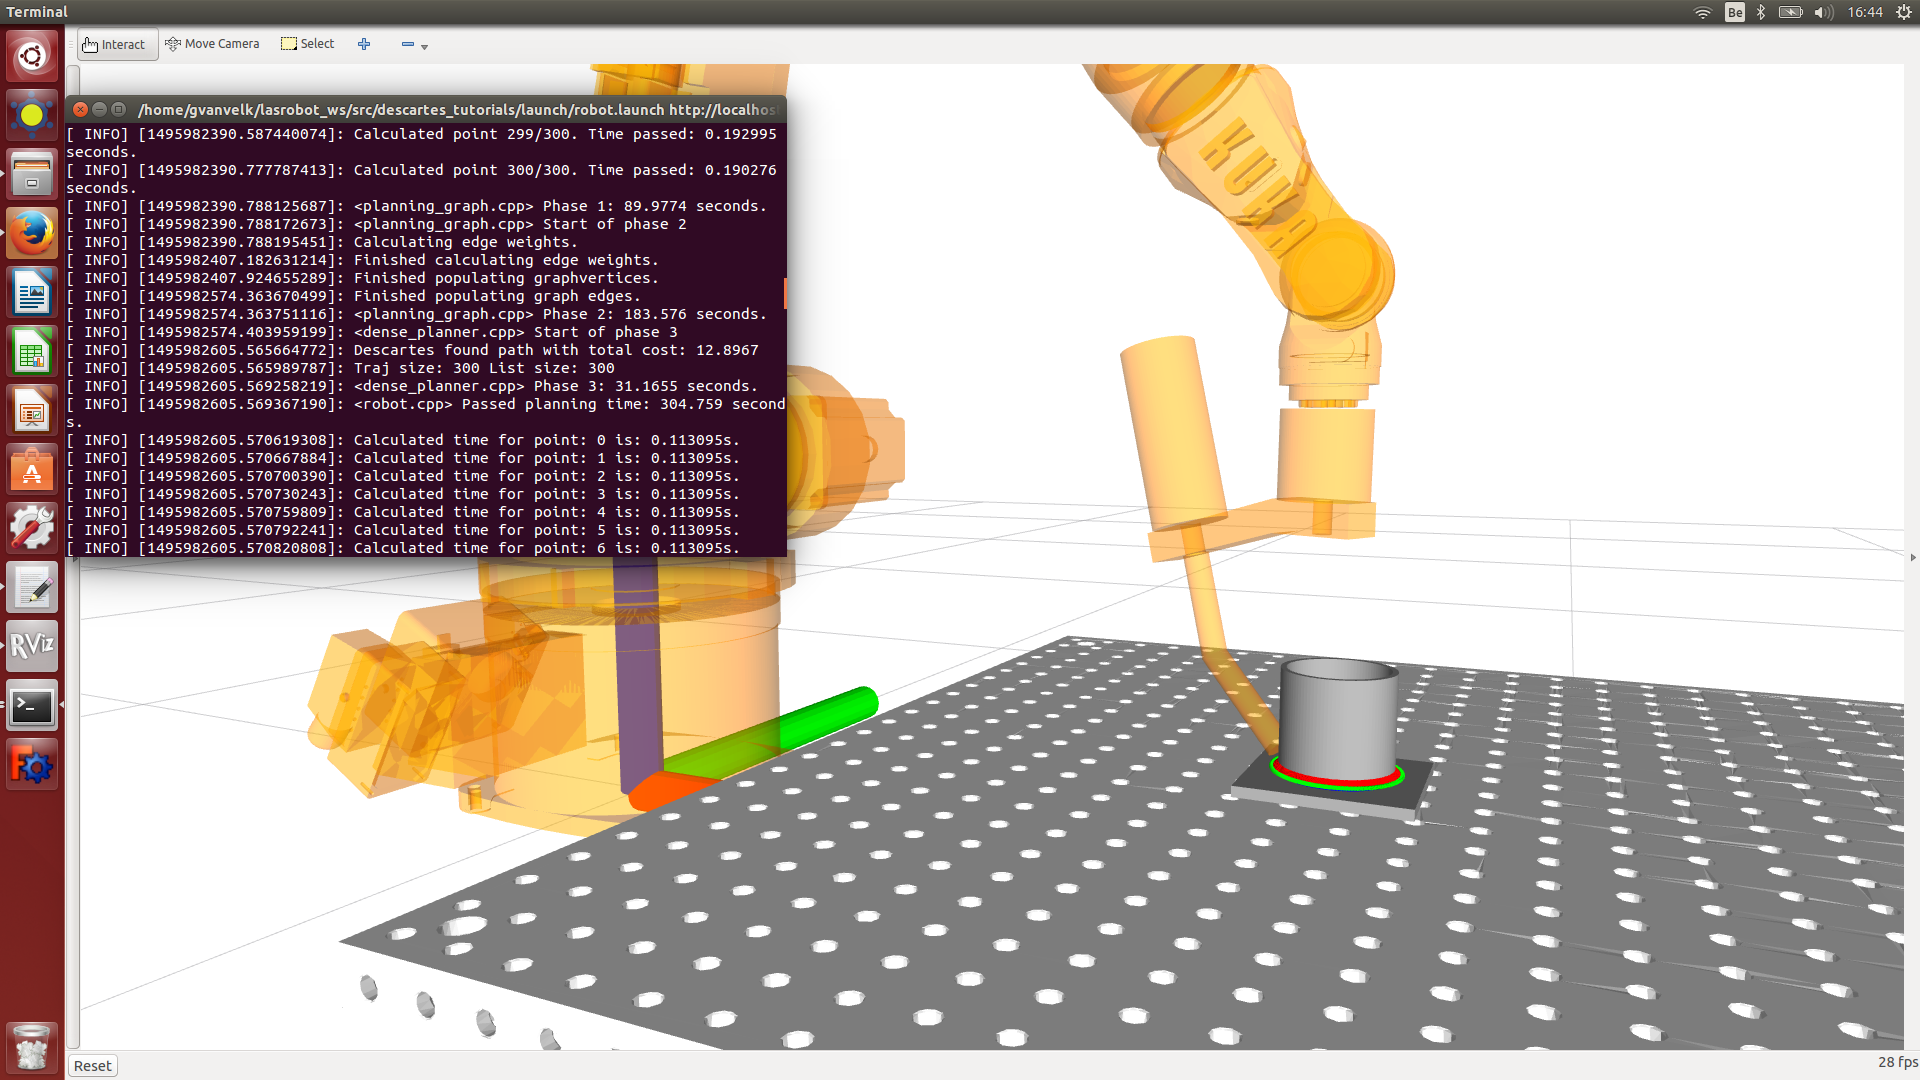 Terminal
Be
16:44
Interact
Move Camera
Select
/home/gvanvelk/lasrobot_ws/src/descartes_tutorials/launch/robot.launch http://localhos
[ INFO] [1495982390.587440074]: Calculated point 299/300. Time passed: 0.192995
seconds.
[ INFO] [1495982390.777787413]: Calculated point 300/300. Time passed: 0.190276
seconds.
[ INFO] [1495982390.788125687]: <planning_graph.cpp> Phase 1: 89.9774 seconds.
[ INFO] [1495982390.788172673]: <planning_graph.cpp> Start of phase 2
[ INFO] [1495982390.788195451]: Calculating edge weights.
[ INFO] [1495982407.182631214]: Finished calculating edge weights.
[ INFO] [1495982407.924655289]: Finished populating graphvertices.
[ INFO] [1495982574.363670499]: Finished populating graph edges.
[ INFO] [1495982574.363751116]: <planning_graph.cpp> Phase 2: 183.576 seconds.
[ INFO] [1495982574.403959199]: <dense_planner.cpp> Start of phase 3
[ INFO] [1495982605.565664772]: Descartes found path with total cost: 12.8967
[ INFO] [1495982605.565989787]: Traj size: 300 List size: 300
[ INFO] [1495982605.569258219]: <dense_planner.cpp> Phase 3: 31.1655 seconds.
[ INFO] [1495982605.569367190]: <robot.cpp> Passed planning time: 304.759 second
s.
[ INFO] [1495982605.570619308]: Calculated time for point: 0 is: 0.113095s.
[ INFO] [1495982605.570667884]: Calculated time for point: 1 is: 0.113095s.
[ INFO] [1495982605.570700390]: Calculated time for point: 2 is: 0.113095s.
[ INFO] [1495982605.570730243]: Calculated time for point: 3 is: 0.113095s.
[ INFO] [1495982605.570759809]: Calculated time for point: 4 is: 0.113095s.
[ INFO] [1495982605.570792241]: Calculated time for point: 5 is: 0.113095s.
[ INFO] [1495982605.570820808]: Calculated time for point: 6 is: 0.113095s.
KUKA
RViz
Reset
28 fps